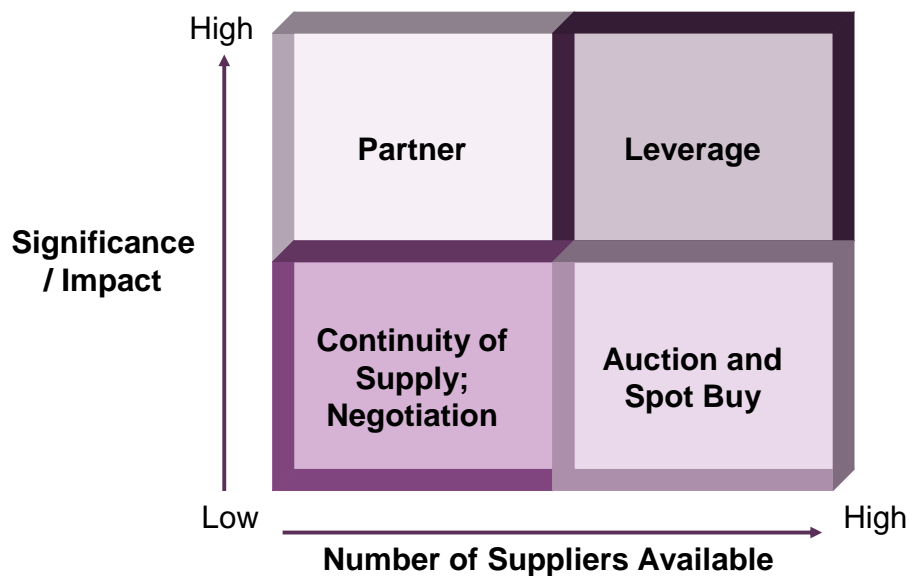 High
Partner
Leverage
Significance
/ Impact
Continuity of
Supply;
Negotiation
Auction and
Spot Buy
Low
High
Number of Suppliers Available